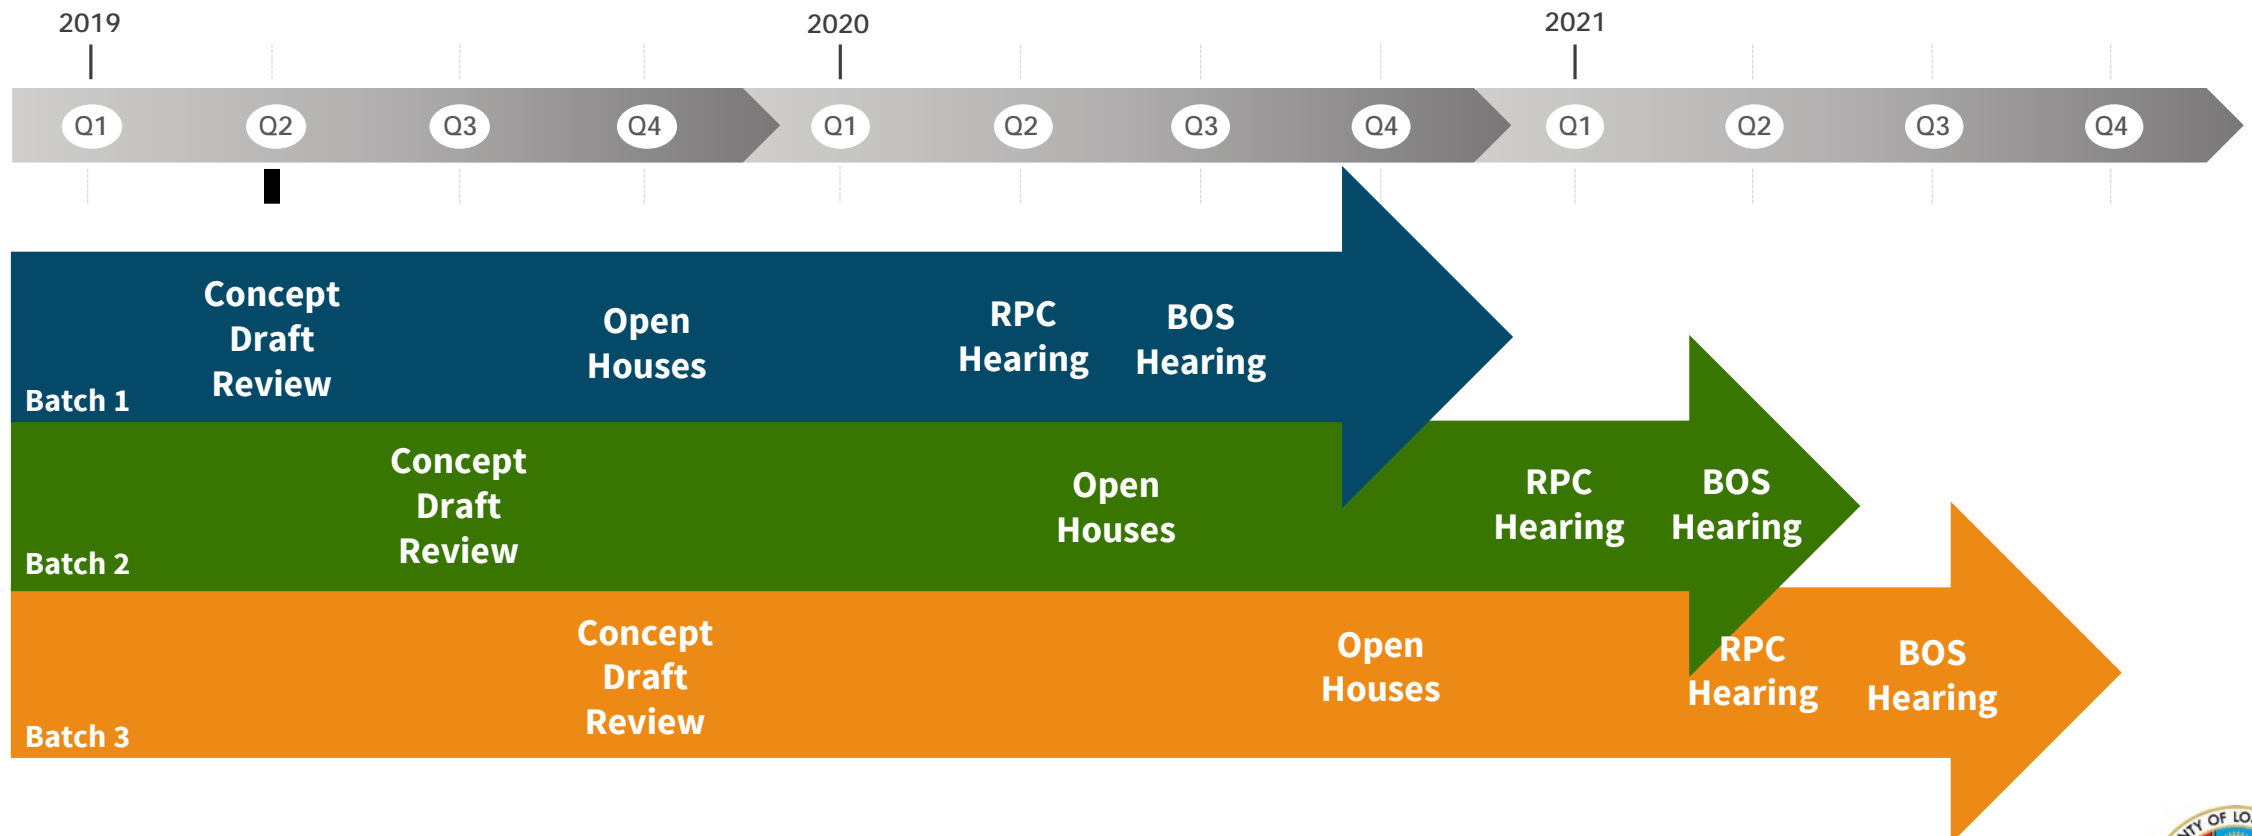 2019
2020
2021
Q1
Q2
Q3
Q4
Q1
Q2
Q3
Q4
Q1
Q2
Q3
Q4
Concept
Draft
Review
Open
Houses
RPC
Hearing
BOS
Hearing
Batch 1
Concept
Draft
Review
Open
Houses
RPC
Hearing
BOS
Hearing
Batch 2
Concept
Draft
Review
Open
Houses
RPC
Hearing
BOS
Hearing
Batch 3
OF